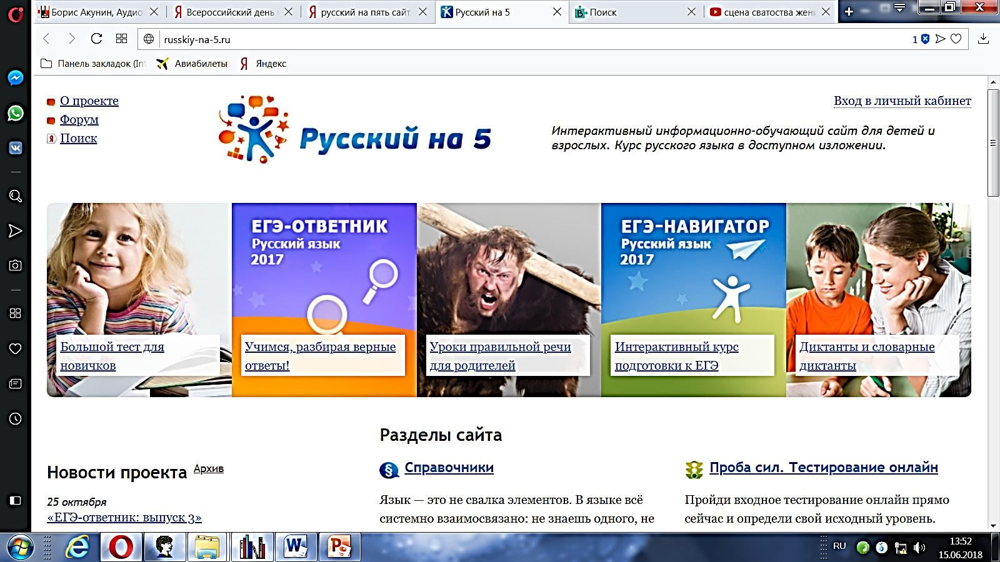 Борис Акунин, Аудио
Всероссийский день
русский на пять сайт
Русский на 5
Поиск
сцена сватоства жени
russkiy-na-5.ru
1
Панель закладок (Int
Авиабилеты
Яндекс
О проекте
Форум
Поиск
Русский на 5
Интерактивный информационно-обучающий сайт для детей и
взрослых. Курс русского языка в доступном изложении.
Вход в личный кабинет
Большой тест для
новичков
ЕГЭ-ОТВЕТНИК
Русский язык
2017
Учимся, разбирая верные
ответы!
Уроки правильной речи
для родителей
ЕГЭ-НАВИГАТОР
Русский язык
2017
Интерактивный курс
подготовки к ЕГЭ
Диктанты и словарные
диктанты
Новости проекта Архив
25 октября
«ЕГЭ-ответник: выпуск 3»
Разделы сайта
Справочники
Язык — это не свалка элементов. В языке всё
системно взаимосвязано: не знаешь одного, не
Проба сил. Тестирование онлайн
Пройди входное тестирование онлайн прямо
сейчас и определи свой исходный уровень.
RU
13:52
15.06.2018